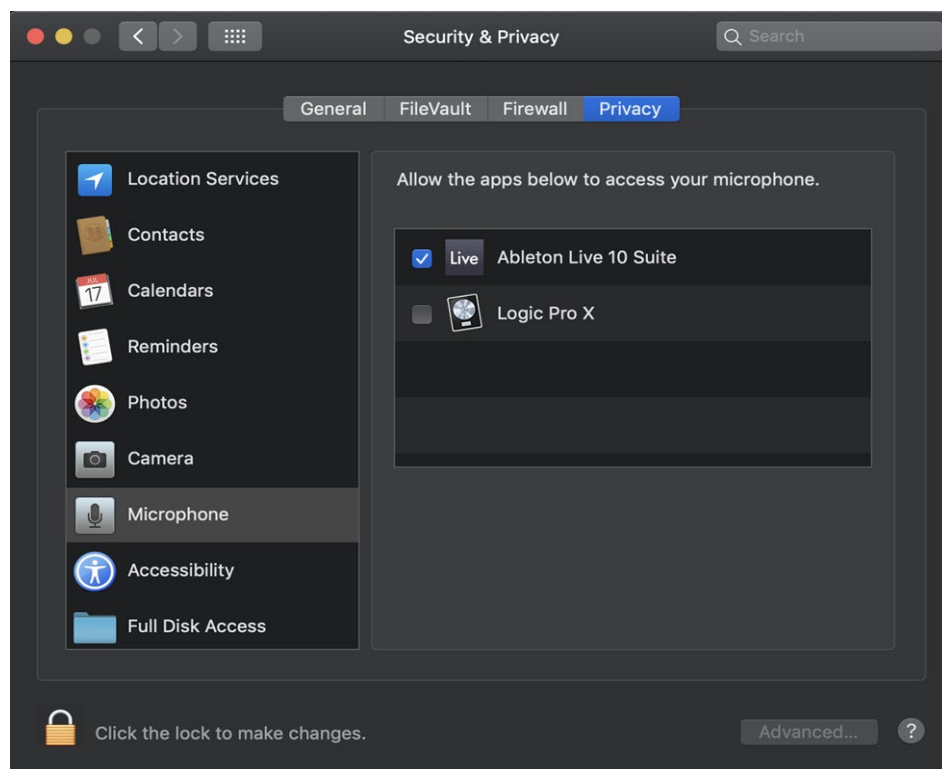 Security & Privacy
Search
General FileVault Firewall Privacy
Location Services
Contacts
JUL
17
Calendars
Reminders
Photos
Camera
Microphone
Accessibility
Full Disk Access
Allow the apps below to access your microphone.
Live Ableton Live 10 Suite
Logic Pro X
Click the lock to make changes.
Advanced...
?